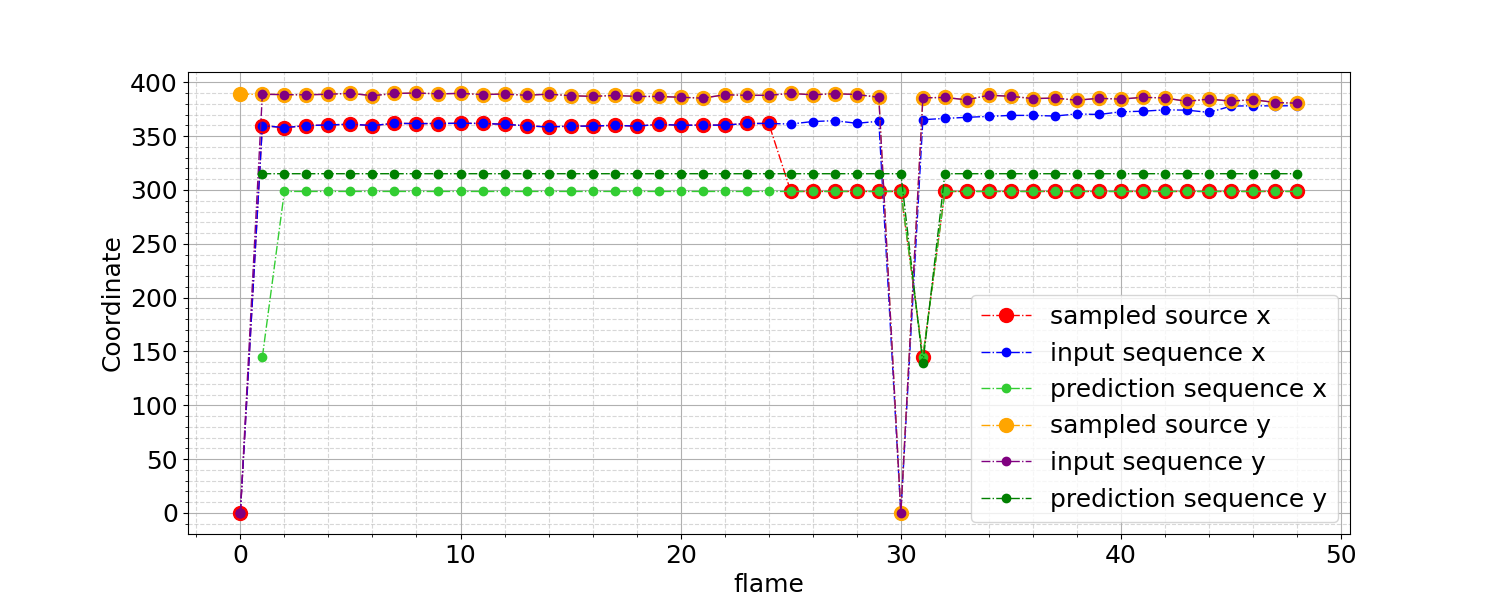 400
350
300
250
200
150
100
50
0
Coordinate
sampled source x
input sequence x
prediction sequence x
sampled source y
input sequence y
prediction sequence y
0 10 20 30 40 50
flame